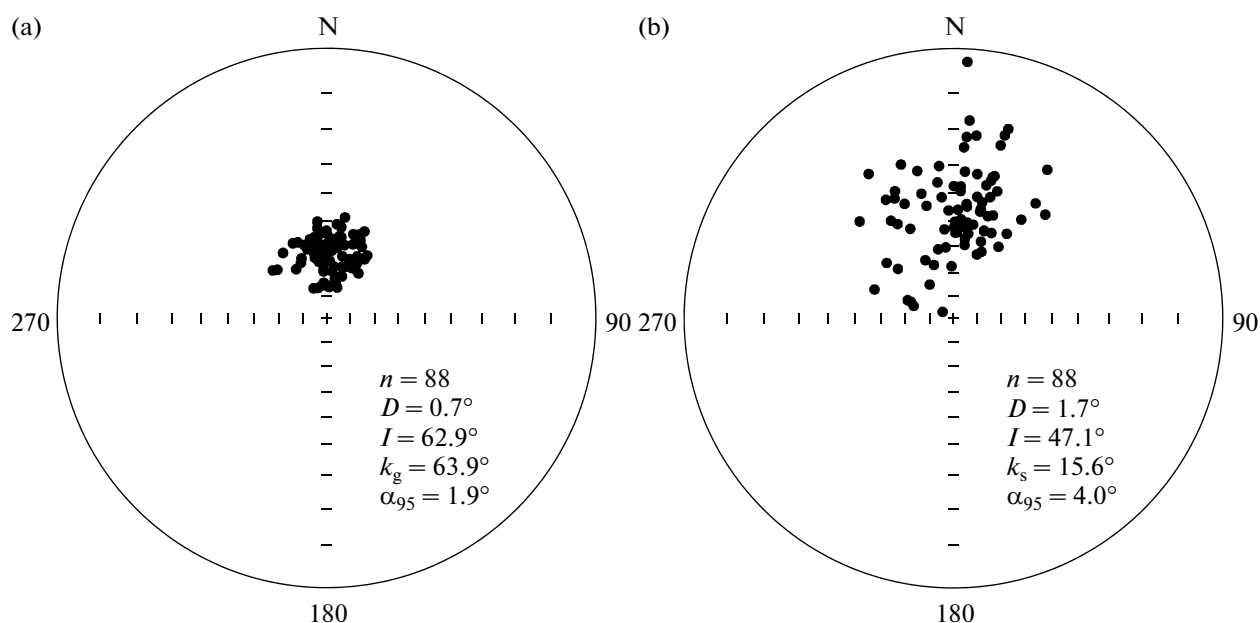 (a)
N
270
90
180
n = 88
D = 0.7°
I = 62.9°
k_g = 63.9°
α_95 = 1.9°
(b)
N
270
90
180
n = 88
D = 1.7°
I = 47.1°
k_s = 15.6°
α_95 = 4.0°